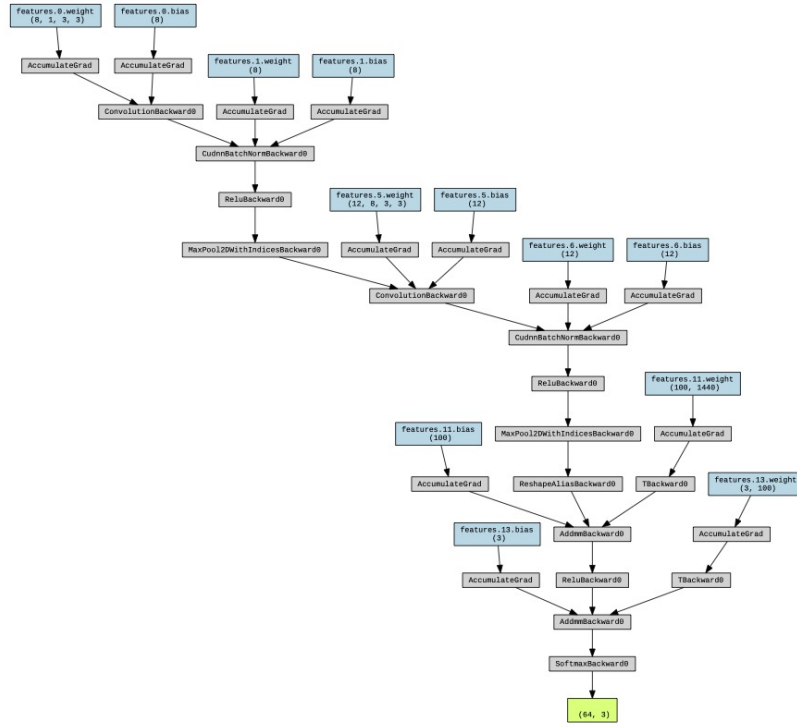 features.0.weight
(8, 1, 3, 3)
features.0.bias
(8)
AccumulateGrad
AccumulateGrad
features.1.weight
(8)
features.1.bias
(8)
ConvolutionBackward0
AccumulateGrad
AccumulateGrad
CudnnBatchNormBackward0
ReluBackward0
features.5.weight
(12, 8, 3, 3)
features.5.bias
(12)
MaxPool2DWithIndicesBackward0
AccumulateGrad
AccumulateGrad
features.6.weight
(12)
features.6.bias
(12)
ConvolutionBackward0
AccumulateGrad
AccumulateGrad
CudnnBatchNormBackward0
ReluBackward0
features.11.weight
(100, 1440)
features.11.bias
(100)
MaxPool2DWithIndicesBackward0
AccumulateGrad
AccumulateGrad
ReshapeAliasBackward0
TBackward0
features.13.weight
(3, 100)
features.13.bias
(3)
AddmmBackward0
AccumulateGrad
AccumulateGrad
ReluBackward0
TBackward0
AddmmBackward0
SoftmaxBackward0
(64, 3)